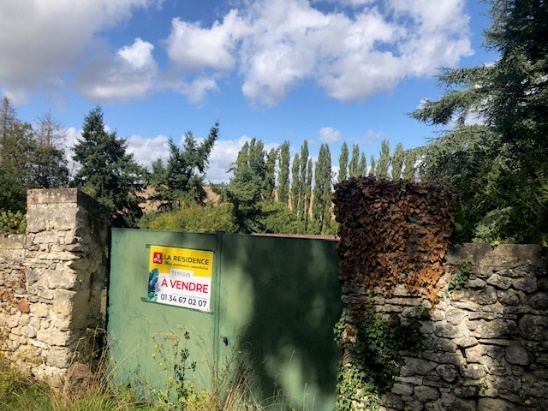 LA RESIDENCE
TERRAIN
À VENDRE
01 34 67 02 07